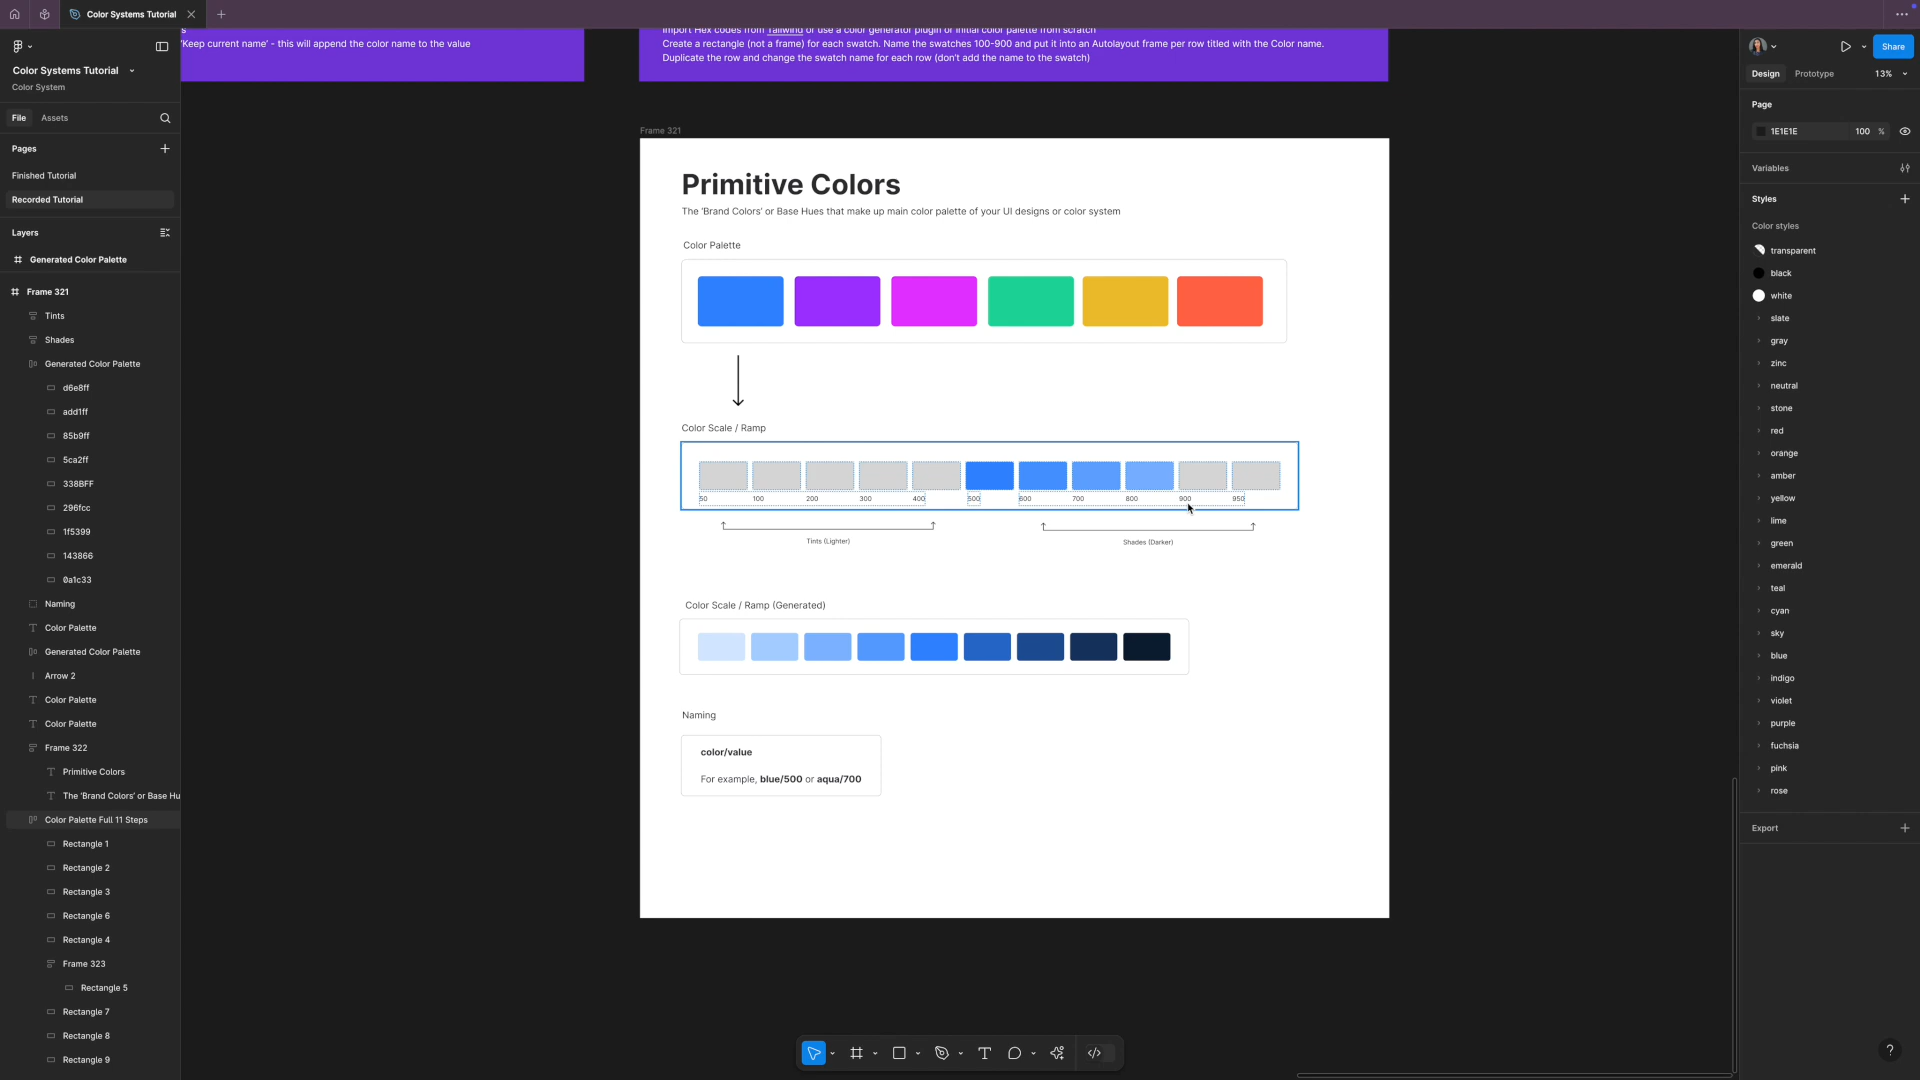 Color Systems Tutorial
s
'Keep current name' - this will append the color name to the value
Import Hex codes from Tailwind or use a color generator plugin or initial color palette from scratch
Create a rectangle (not a frame) for each swatch. Name the swatches 100-900 and put it into an Autolayout frame per row titled with the Color name.
Duplicate the row and change the swatch name for each row (don't add the name to the swatch)
Color Systems Tutorial
Color System
File
Assets
Pages
Finished Tutorial
Recorded Tutorial
Layers
Generated Color Palette
Frame 321
Tints
Shades
Generated Color Palette
d6e8ff
add1ff
85b9ff
5ca2ff
338BFF
296fcc
1f5399
143866
0a1c33
Naming
Color Palette
Generated Color Palette
Arrow 2
Color Palette
Color Palette
Frame 322
Primitive Colors
The 'Brand Colors' or Base Hu
Color Palette Full 11 Steps
Rectangle 1
Rectangle 2
Rectangle 3
Rectangle 6
Rectangle 4
Frame 323
Rectangle 5
Rectangle 7
Rectangle 8
Rectangle 9
Frame 321
Primitive Colors
The 'Brand Colors' or Base Hues that make up main color palette of your UI designs or color system
Color Palette
Color Scale / Ramp
50 100 200 300 400 500 600 700 800 900 950
Tints (Lighter)
Shades (Darker)
Color Scale / Ramp (Generated)
Naming
color/value
For example, blue/500 or aqua/700
Share
Design
Prototype
13%
Page
1E1E1E 100 %
Variables
Styles
Color styles
transparent
black
white
slate
gray
zinc
neutral
stone
red
orange
amber
yellow
lime
green
emerald
teal
cyan
sky
blue
indigo
violet
purple
fuchsia
pink
rose
Export
?